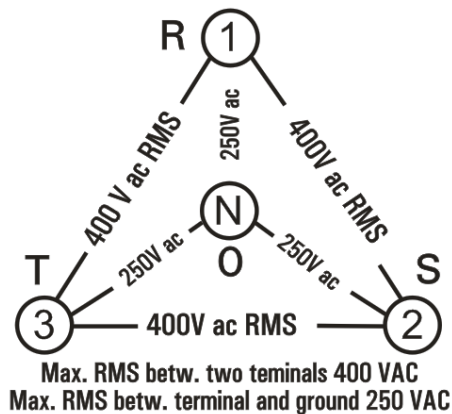 R 1
250V ac
400 V ac RMS
400V ac RMS
N
O
250V ac
250V ac
T
S
3
400V ac RMS
2
Max. RMS betw. two teminals 400 VAC
Max. RMS betw. terminal and ground 250 VAC